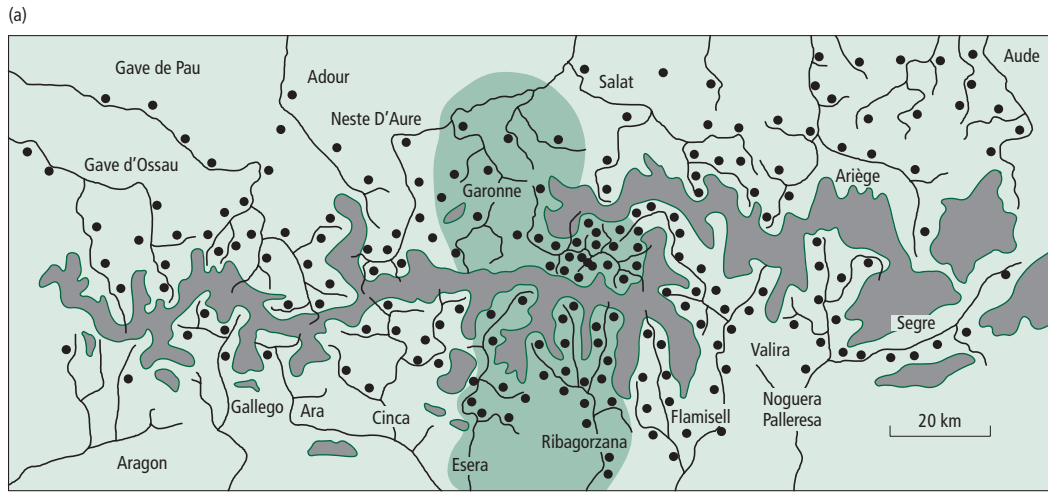 (a)
Gave de Pau
Adour
Salat
Aude
Neste D'Aure
Gave d'Ossau
Garonne
Ariège
Segre
Valira
Gallego
Ara
Cinca
Flamisell
Noguera
Palleresa
20 km
Aragon
Esera
Ribagorzana